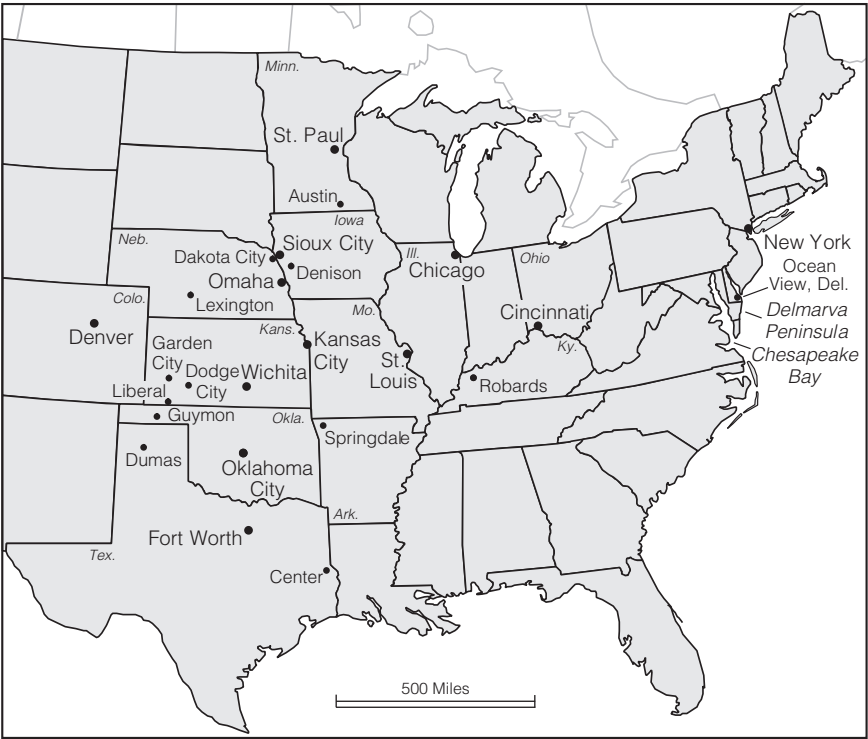 Minn.
St. Paul
Austin
Iowa
Neb.
Sioux City
Dakota City
Denison
Omaha
Lexington
Ill.
Chicago
Ohio
New York
Ocean
View, Del.
Delmarva
Peninsula
Chesapeake
Bay
Colo.
Denver
Mo.
Kans.
Kansas
City
Cincinnati
Ky.
St.
Louis
Robards
Garden
City
Dodge
City
Wichita
Liberal
Guymon
Okla.
Springdale
Dumas
Oklahoma
City
Ark.
Fort Worth
Tex.
Center
500 Miles